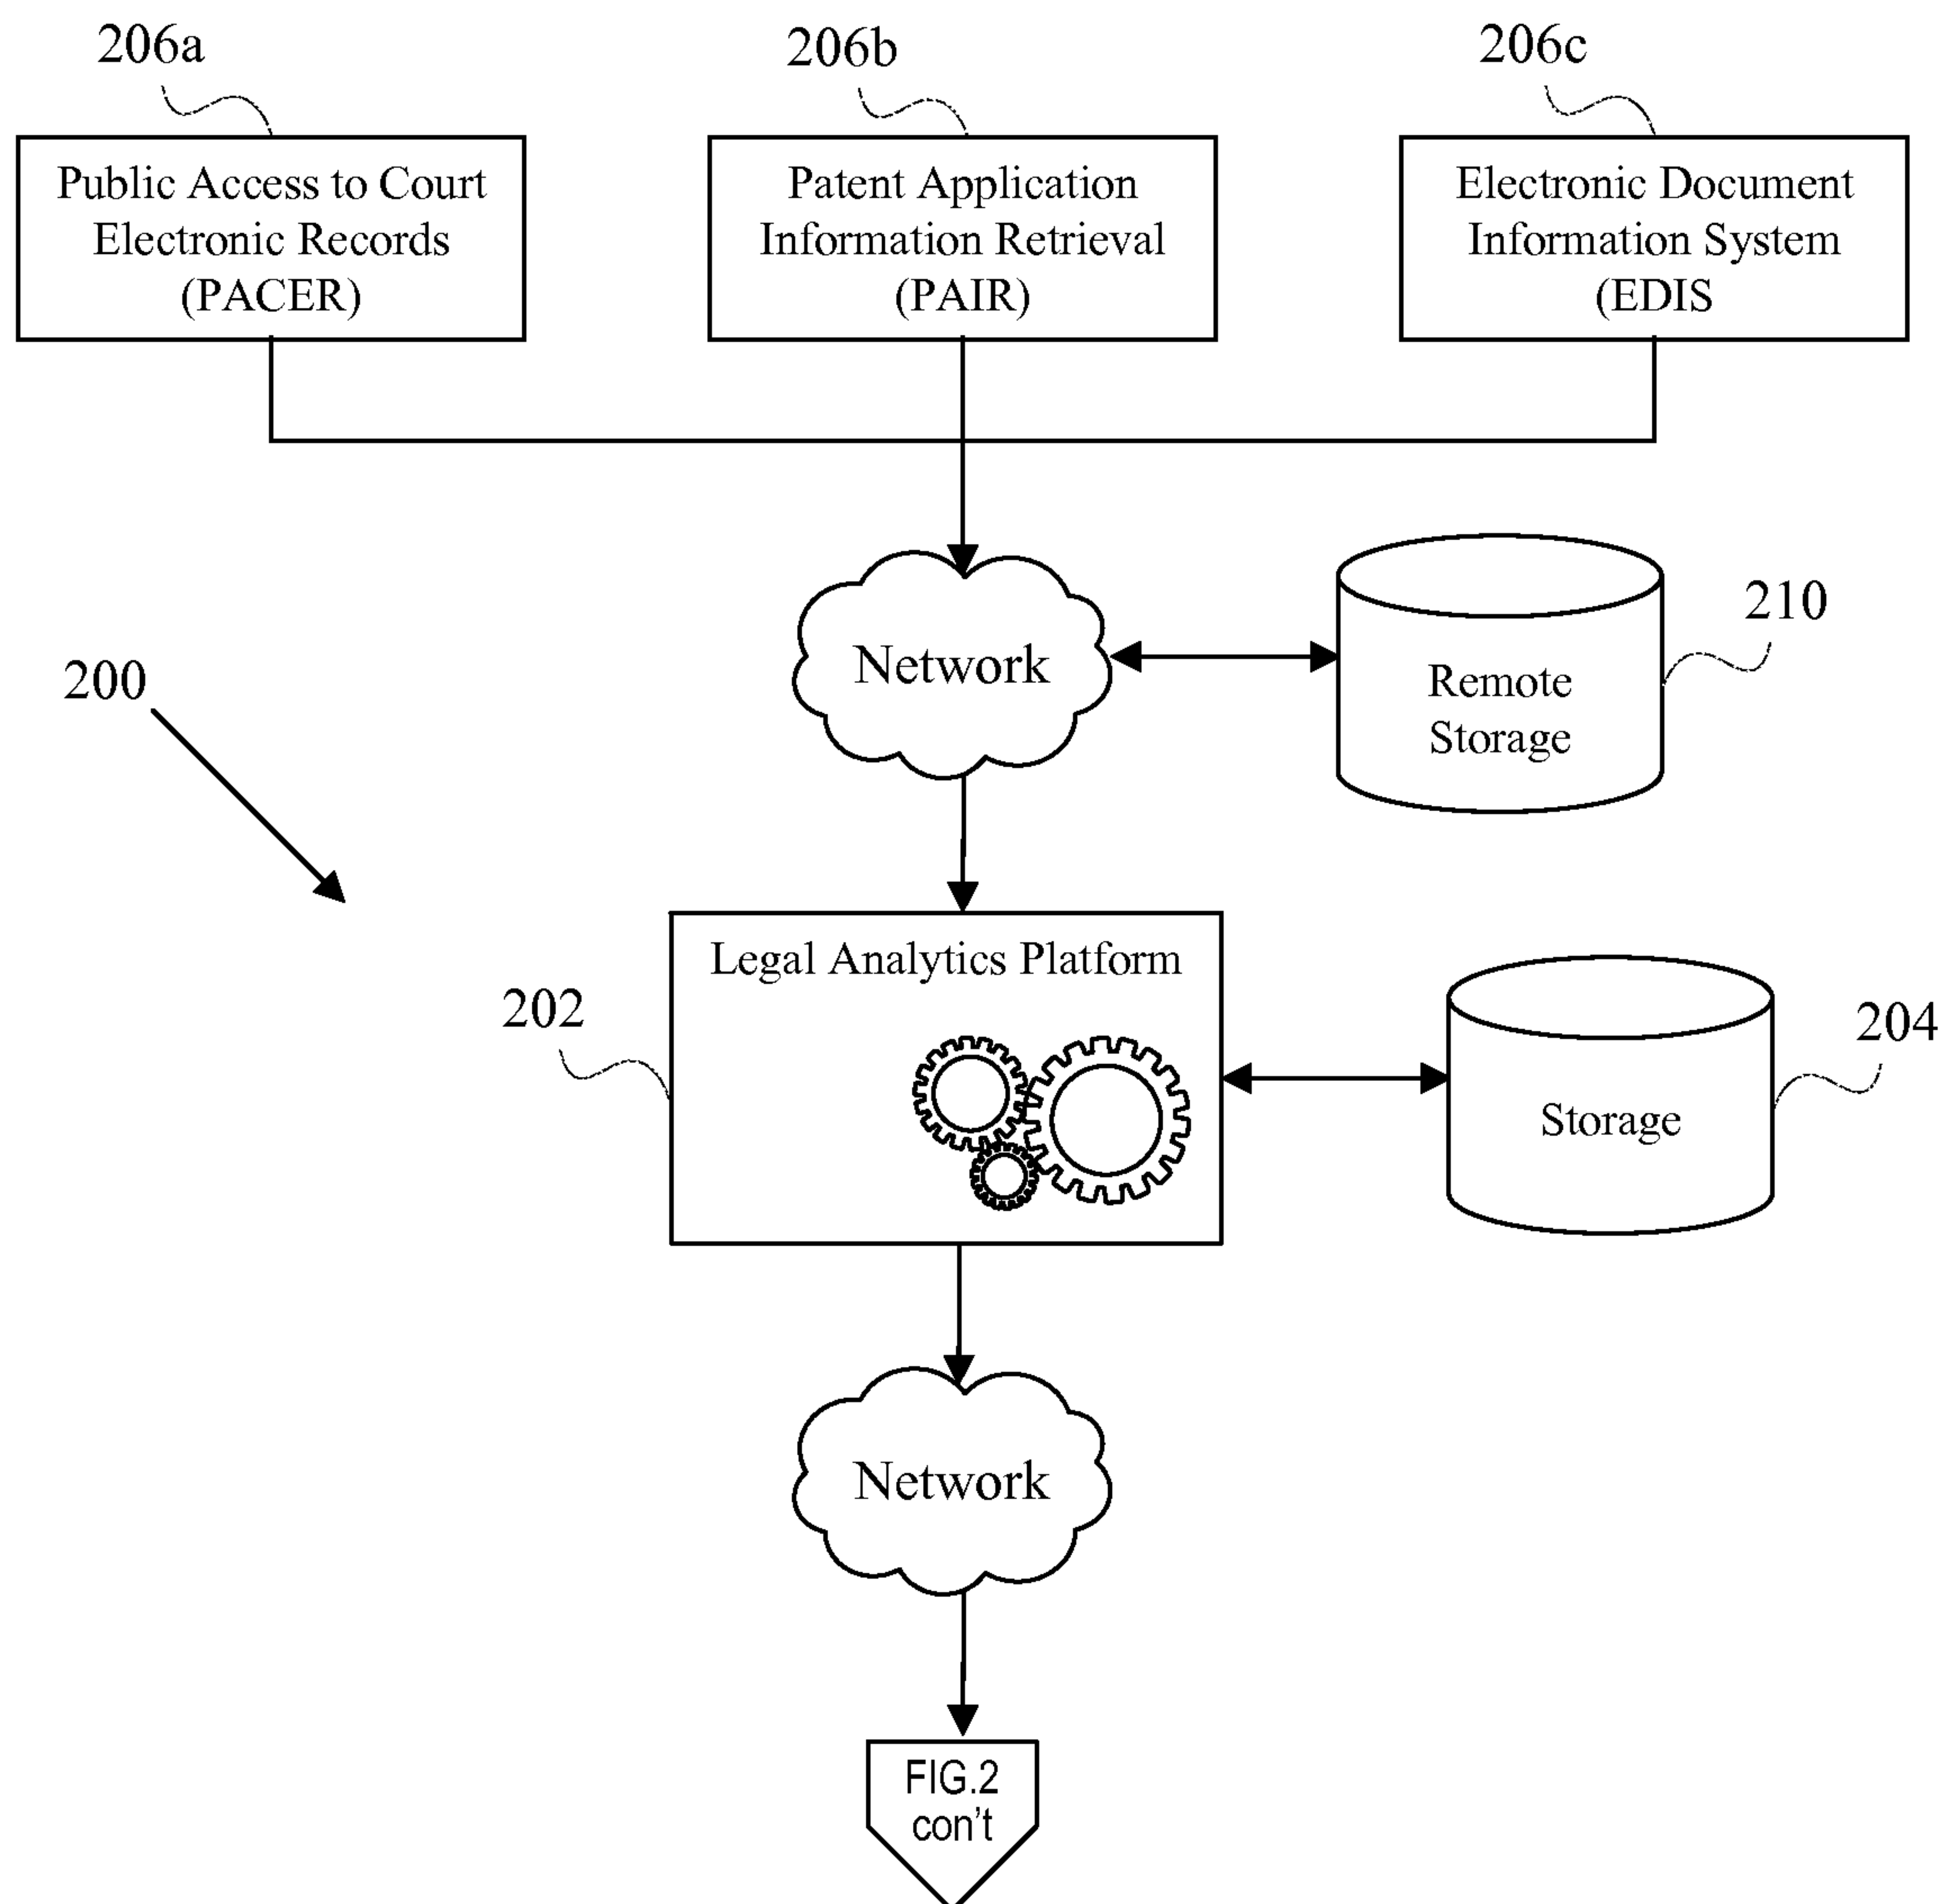 206a
206b
206c
Public Access to Court
Electronic Records
(PACER)
Patent Application
Information Retrieval
(PAIR)
Electronic Document
Information System
(EDIS
Network
210
Remote
Storage
200
Legal Analytics Platform
202
204
Storage
Network
FIG.2
con't